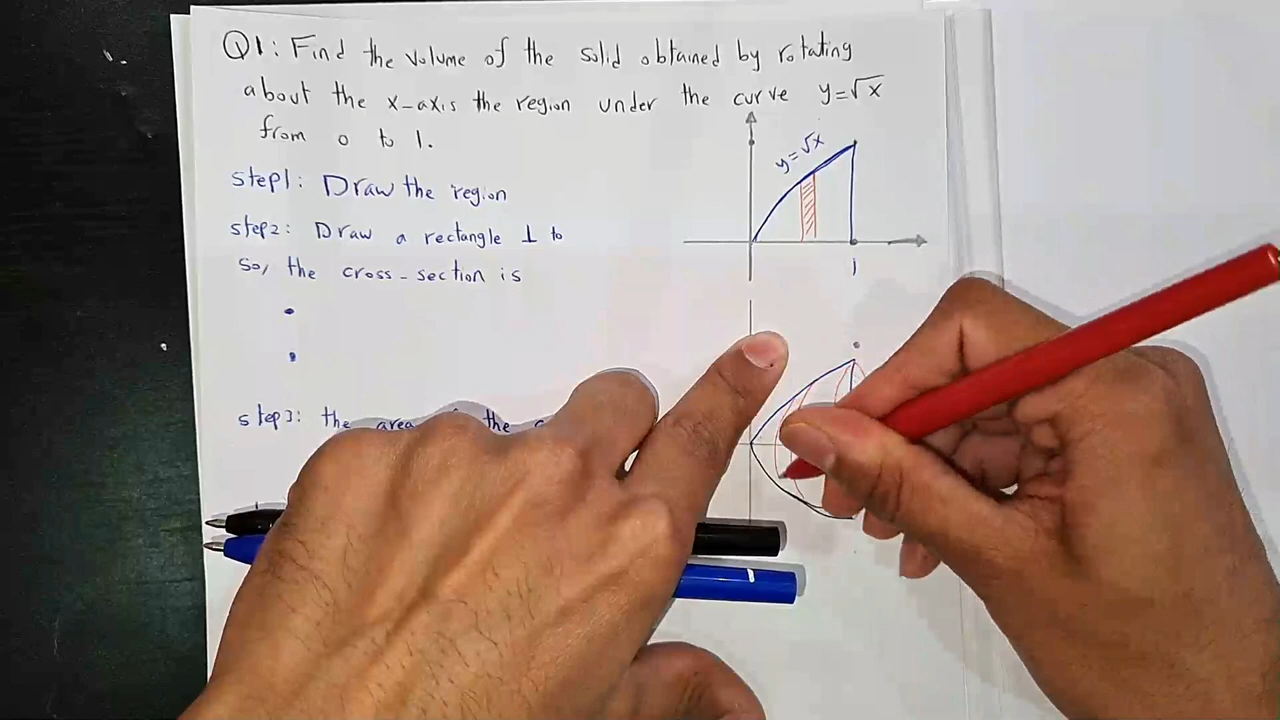 Q1: Find the volume of the solid obtained by rotating
about the x-axis the region under the curve y=√x
from 0 to 1.
y=√x
step1: Draw the region
step2: Draw a rectangle ⊥ to
so, the cross-section is
1
step3: the area the